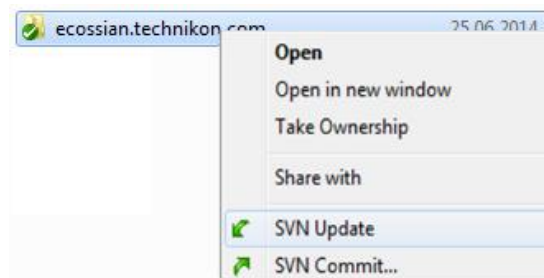 ecossian.technikon.com 25.06.2014
Open
Open in new window
Take Ownership
Share with
SVN Update
SVN Commit...